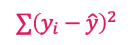 ∑(yᵢ − ŷ)²